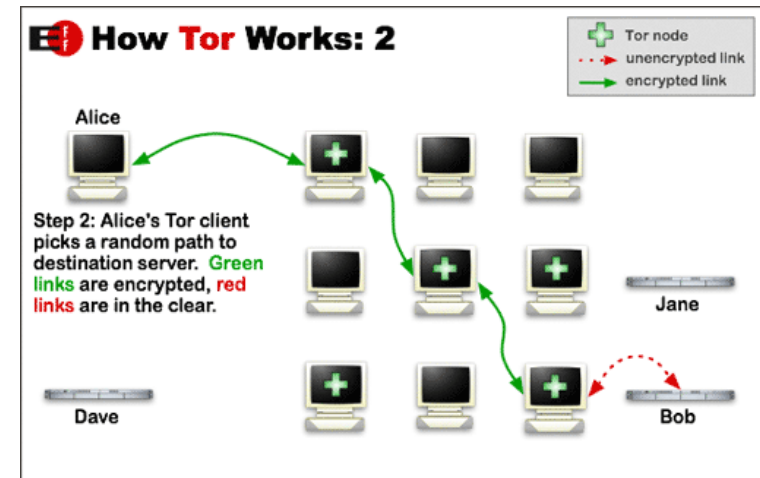 EFF How Tor Works: 2
Tor node
unencrypted link
encrypted link
Alice
Step 2: Alice's Tor client
picks a random path to
destination server. Green
links are encrypted, red
links are in the clear.
Jane
Dave
Bob